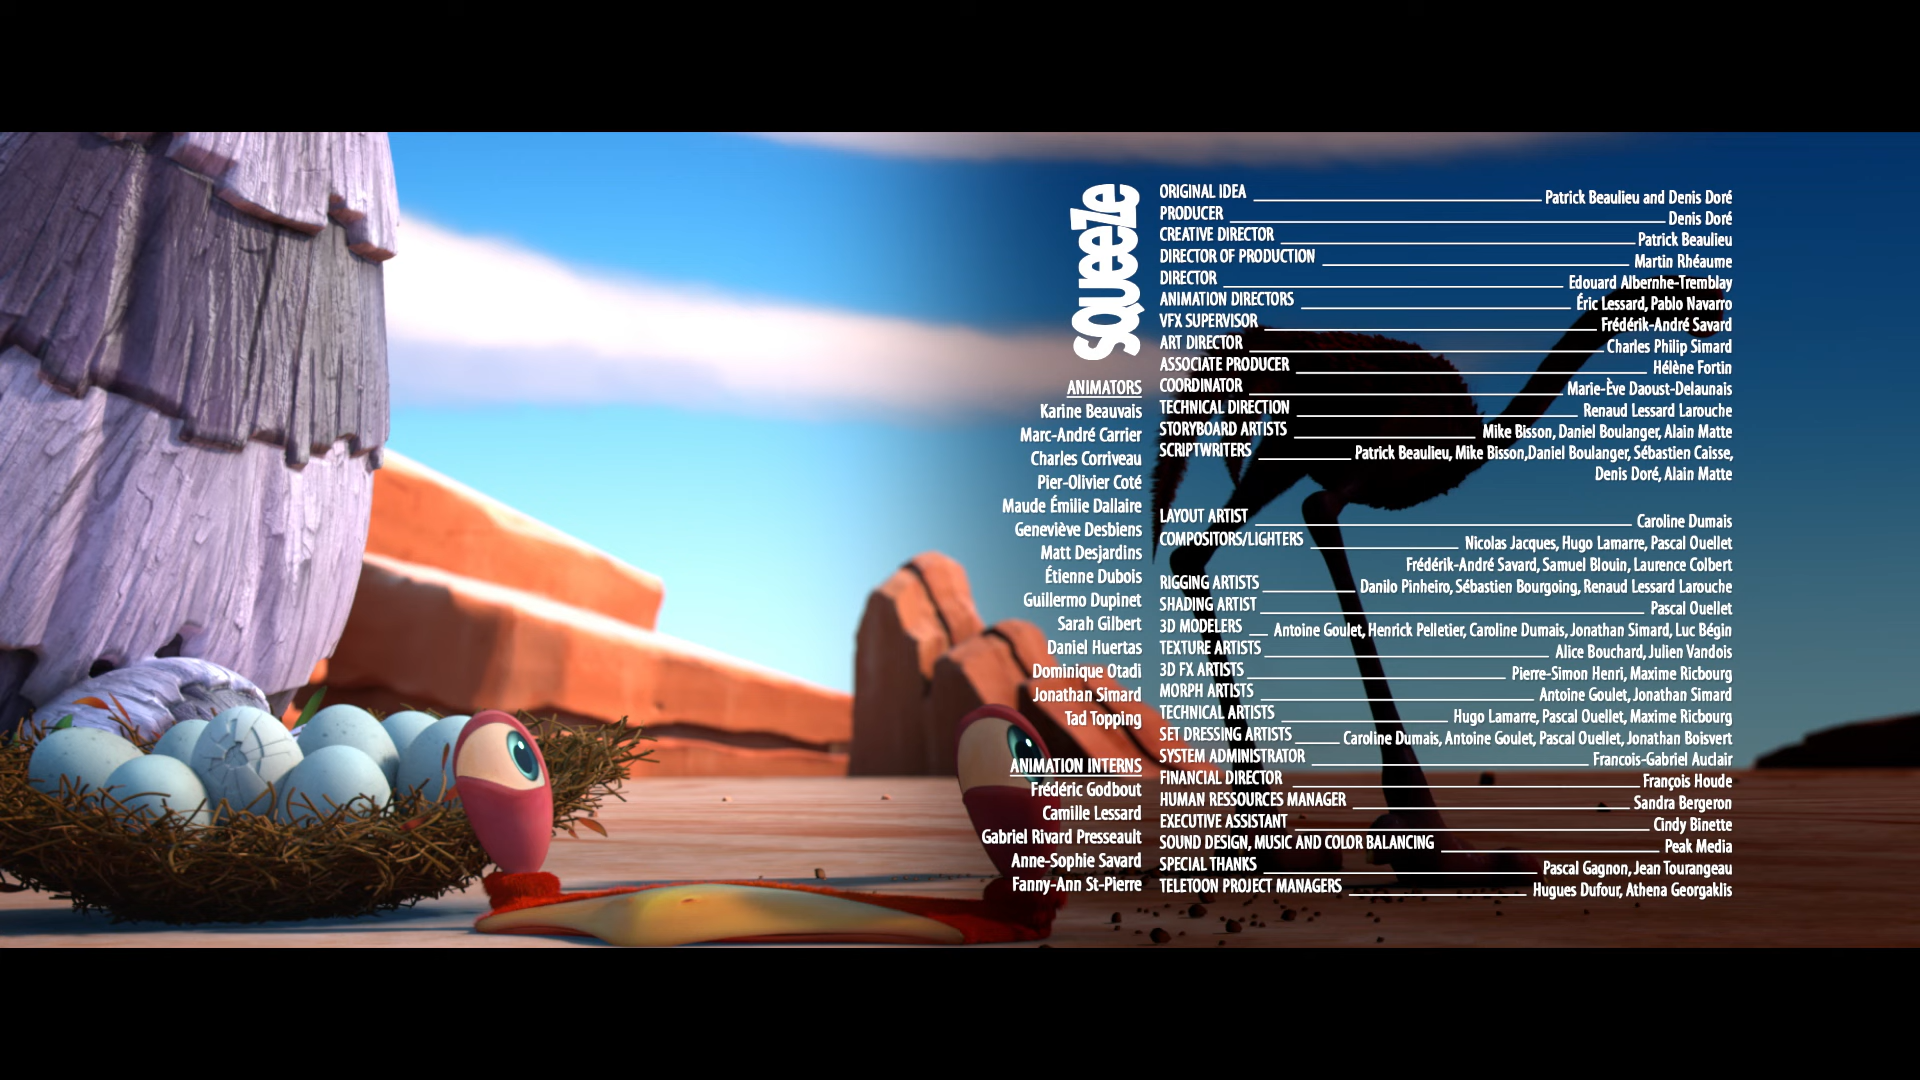 squeeze
ANIMATORS
Karine Beauvais
Marc-André Carrier
Charles Corriveau
Pier-Olivier Coté
Maude Émilie Dallaire
Geneviève Desbiens
Matt Desjardins
Étienne Dubois
Guillermo Dupinet
Sarah Gilbert
Daniel Huertas
Dominique Otadi
Jonathan Simard
Tad Topping
ANIMATION INTERNS
Frédéric Godbout
Camille Lessard
Gabriel Rivard Presseault
Anne-Sophie Savard
Fanny-Ann St-Pierre
ORIGINAL IDEA Patrick Beaulieu and Denis Doré
PRODUCER Denis Doré
CREATIVE DIRECTOR Patrick Beaulieu
DIRECTOR OF PRODUCTION Martin Rhéaume
DIRECTOR Edouard Albernhe-Tremblay
ANIMATION DIRECTORS Éric Lessard, Pablo Navarro
VFX SUPERVISOR Frédérik-André Savard
ART DIRECTOR Charles Philip Simard
ASSOCIATE PRODUCER Hélène Fortin
COORDINATOR Marie-Ève Daoust-Delaunais
TECHNICAL DIRECTION Renaud Lessard Larouche
STORYBOARD ARTISTS Mike Bisson, Daniel Boulanger, Alain Matte
SCRIPTWRITERS Patrick Beaulieu, Mike Bisson,Daniel Boulanger, Sébastien Caisse,
Denis Doré, Alain Matte
LAYOUT ARTIST Caroline Dumais
COMPOSITORS/LIGHTERS Nicolas Jacques, Hugo Lamarre, Pascal Ouellet
Frédérik-André Savard, Samuel Blouin, Laurence Colbert
RIGGING ARTISTS Danilo Pinheiro, Sébastien Bourgoing, Renaud Lessard Larouche
SHADING ARTIST Pascal Ouellet
3D MODELERS Antoine Goulet, Henrick Pelletier, Caroline Dumais, Jonathan Simard, Luc Bégin
TEXTURE ARTISTS Alice Bouchard, Julien Vandois
3D FX ARTISTS Pierre-Simon Henri, Maxime Ricbourg
MORPH ARTISTS Antoine Goulet, Jonathan Simard
TECHNICAL ARTISTS Hugo Lamarre, Pascal Ouellet, Maxime Ricbourg
SET DRESSING ARTISTS Caroline Dumais, Antoine Goulet, Pascal Ouellet, Jonathan Boisvert
SYSTEM ADMINISTRATOR Francois-Gabriel Auclair
FINANCIAL DIRECTOR François Houde
HUMAN RESSOURCES MANAGER Sandra Bergeron
EXECUTIVE ASSISTANT Cindy Binette
SOUND DESIGN, MUSIC AND COLOR BALANCING Peak Media
SPECIAL THANKS Pascal Gagnon, Jean Tourangeau
TELETOON PROJECT MANAGERS Hugues Dufour, Athena Georgaklis